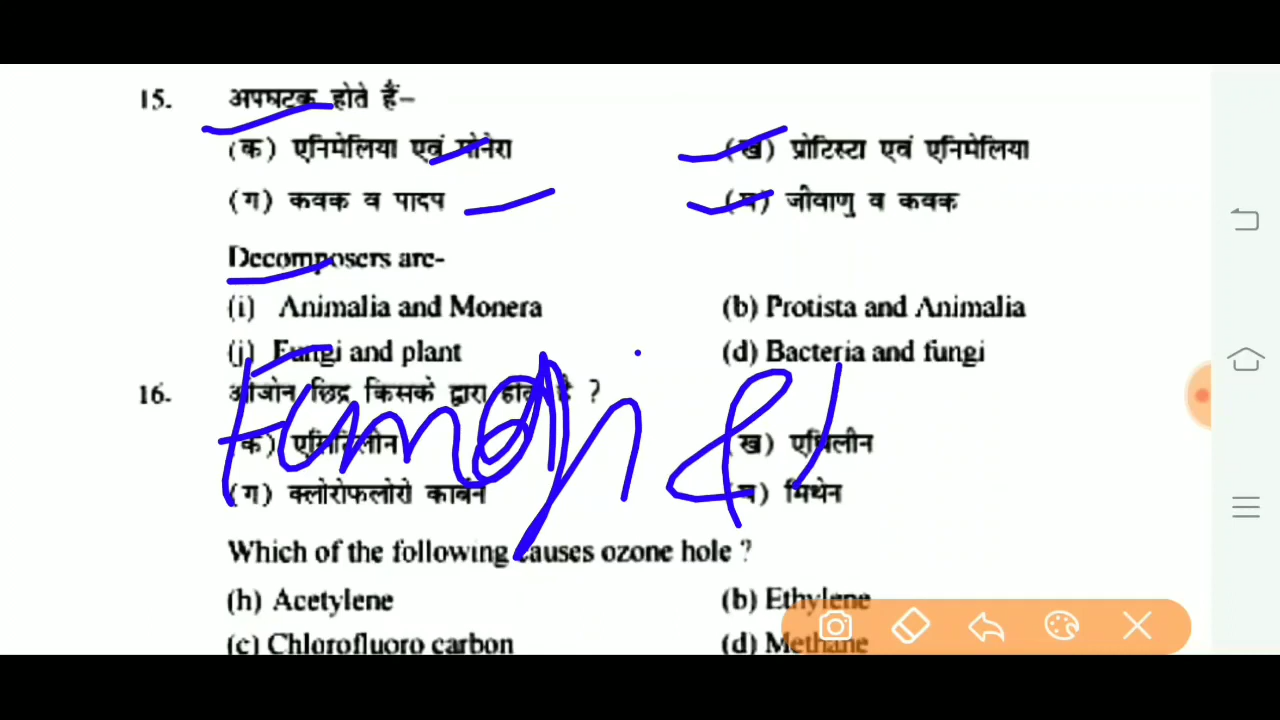 15. अपघटक होते हैं–
(क) एनिमेलिया एवं मोनेरा (ख) प्रोटिस्टा एवं एनिमेलिया
(ग) कवक व पादप (घ) जीवाणु व कवक
Decomposers are-
(i) Animalia and Monera (b) Protista and Animalia
(j) Fungi and plant (d) Bacteria and fungi
16. ओजोन छिद्र किसके द्वारा होता है ?
(क) एसिटिलीन (ख) एथिलीन
Fungi &
(ग) क्लोरोफलोरो कार्बन (घ) मिथेन
Which of the following causes ozone hole ?
(h) Acetylene (b) Ethylene
(c) Chlorofluoro carbon (d) Methane